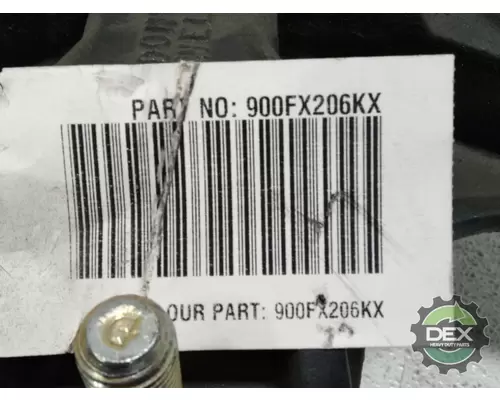 PART NO: 900FX206KX
OUR PART: 900FX206KX
DEX
HEAVY DUTY PARTS